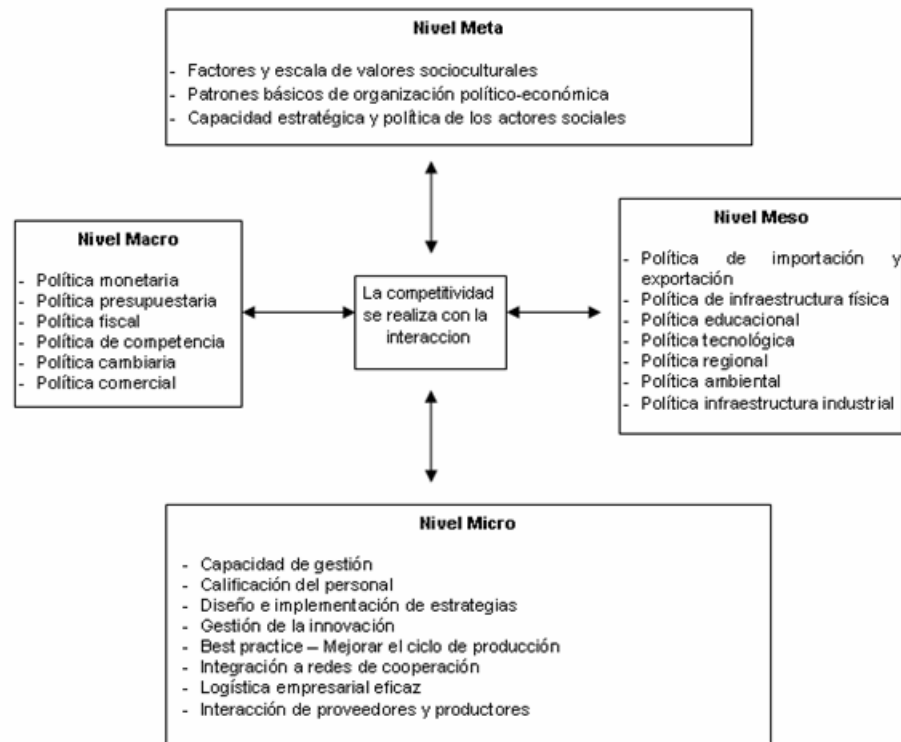 Nivel Meta
- Factores y escala de valores socioculturales
- Patrones básicos de organización político-económica
- Capacidad estratégica y política de los actores sociales
Nivel Macro
- Política monetaria
- Política presupuestaria
- Política fiscal
- Política de competencia
- Política cambiaria
- Política comercial
La competitividad
se realiza con la
interaccion
Nivel Meso
- Política de importación y
exportación
- Política de infraestructura física
- Política educacional
- Política tecnológica
- Política regional
- Política ambiental
- Política infraestructura industrial
Nivel Micro
- Capacidad de gestión
- Calificación del personal
- Diseño e implementación de estrategias
- Gestión de la innovación
- Best practice – Mejorar el ciclo de producción
- Integración a redes de cooperación
- Logística empresarial eficaz
- Interacción de proveedores y productores